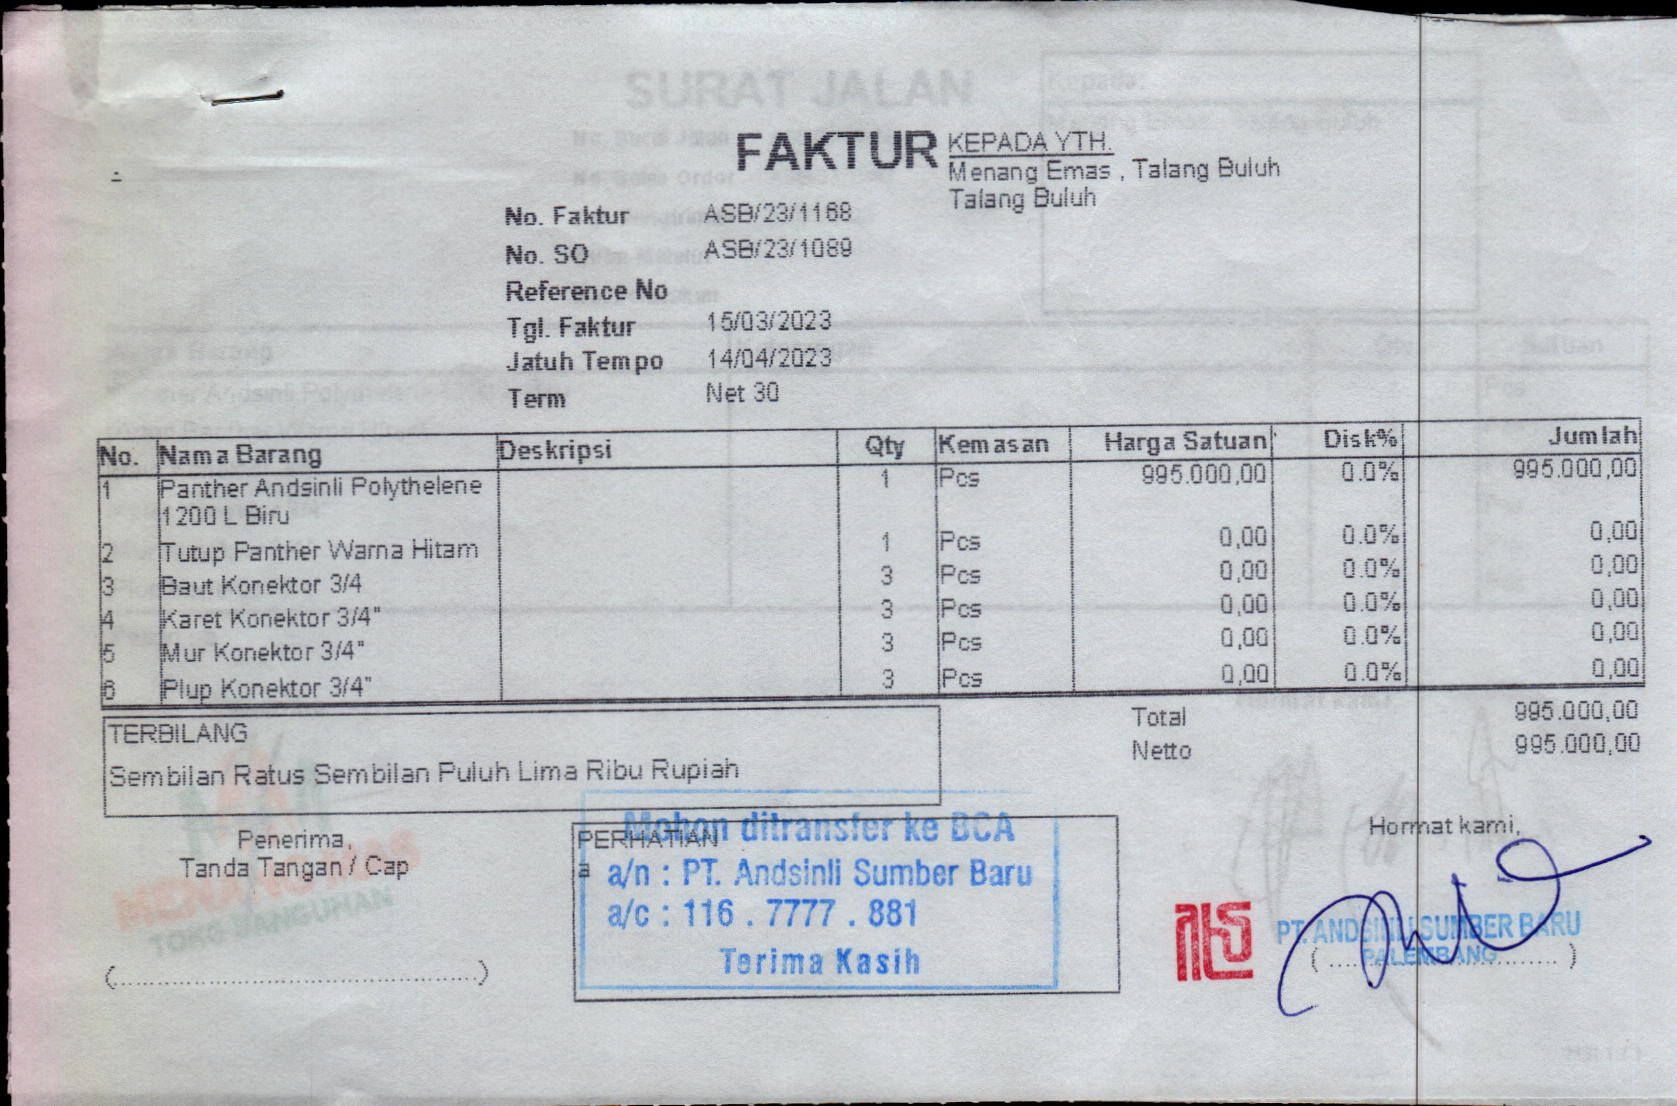 SURAT JALAN
Kepada:
FAKTUR
KEPADA YTH.
Menang Emas , Talang Buluh
Talang Buluh
No. Faktur ASB/23/1168
No. SO ASB/23/1089
Reference No
Tgl. Faktur 15/03/2023
Jatuh Tempo 14/04/2023
Term Net 30
No. Nama Barang Deskripsi Qty Kemasan Harga Satuan Disk% Jumlah
1 Panther Andsinli Polythelene 1 Pcs 995.000,00 0.0% 995.000,00
1200 L Biru
2 Tutup Panther Warna Hitam 1 Pcs 0,00 0.0% 0,00
3 Baut Konektor 3/4 3 Pcs 0,00 0.0% 0,00
4 Karet Konektor 3/4" 3 Pcs 0,00 0.0% 0,00
5 Mur Konektor 3/4" 3 Pcs 0,00 0.0% 0,00
6 Plup Konektor 3/4" 3 Pcs 0,00 0.0% 0,00
Total 995.000,00
Netto 995.000,00
TERBILANG
Sembilan Ratus Sembilan Puluh Lima Ribu Rupiah
Penerima,
Tanda Tangan / Cap
MENANG EMAS
TOKO BANGUNAN
(..........................................)
PERHATIAN
a
Mohon ditransfer ke BCA
a/n : PT. Andsinli Sumber Baru
a/c : 116 . 7777 . 881
Terima Kasih
Hormat kami,
PT. ANDSINLI SUMBER BARU
PALEMBANG
(..........................)